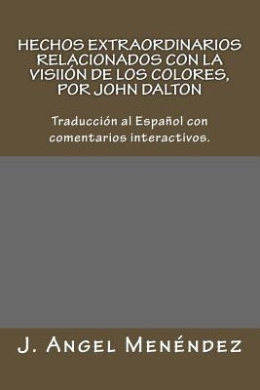 HECHOS EXTRAORDINARIOS
RELACIONADOS CON LA
VISIIÓN DE LOS COLORES,
POR JOHN DALTON
Traducción al Español con
comentarios interactivos.
J. Angel Menéndez